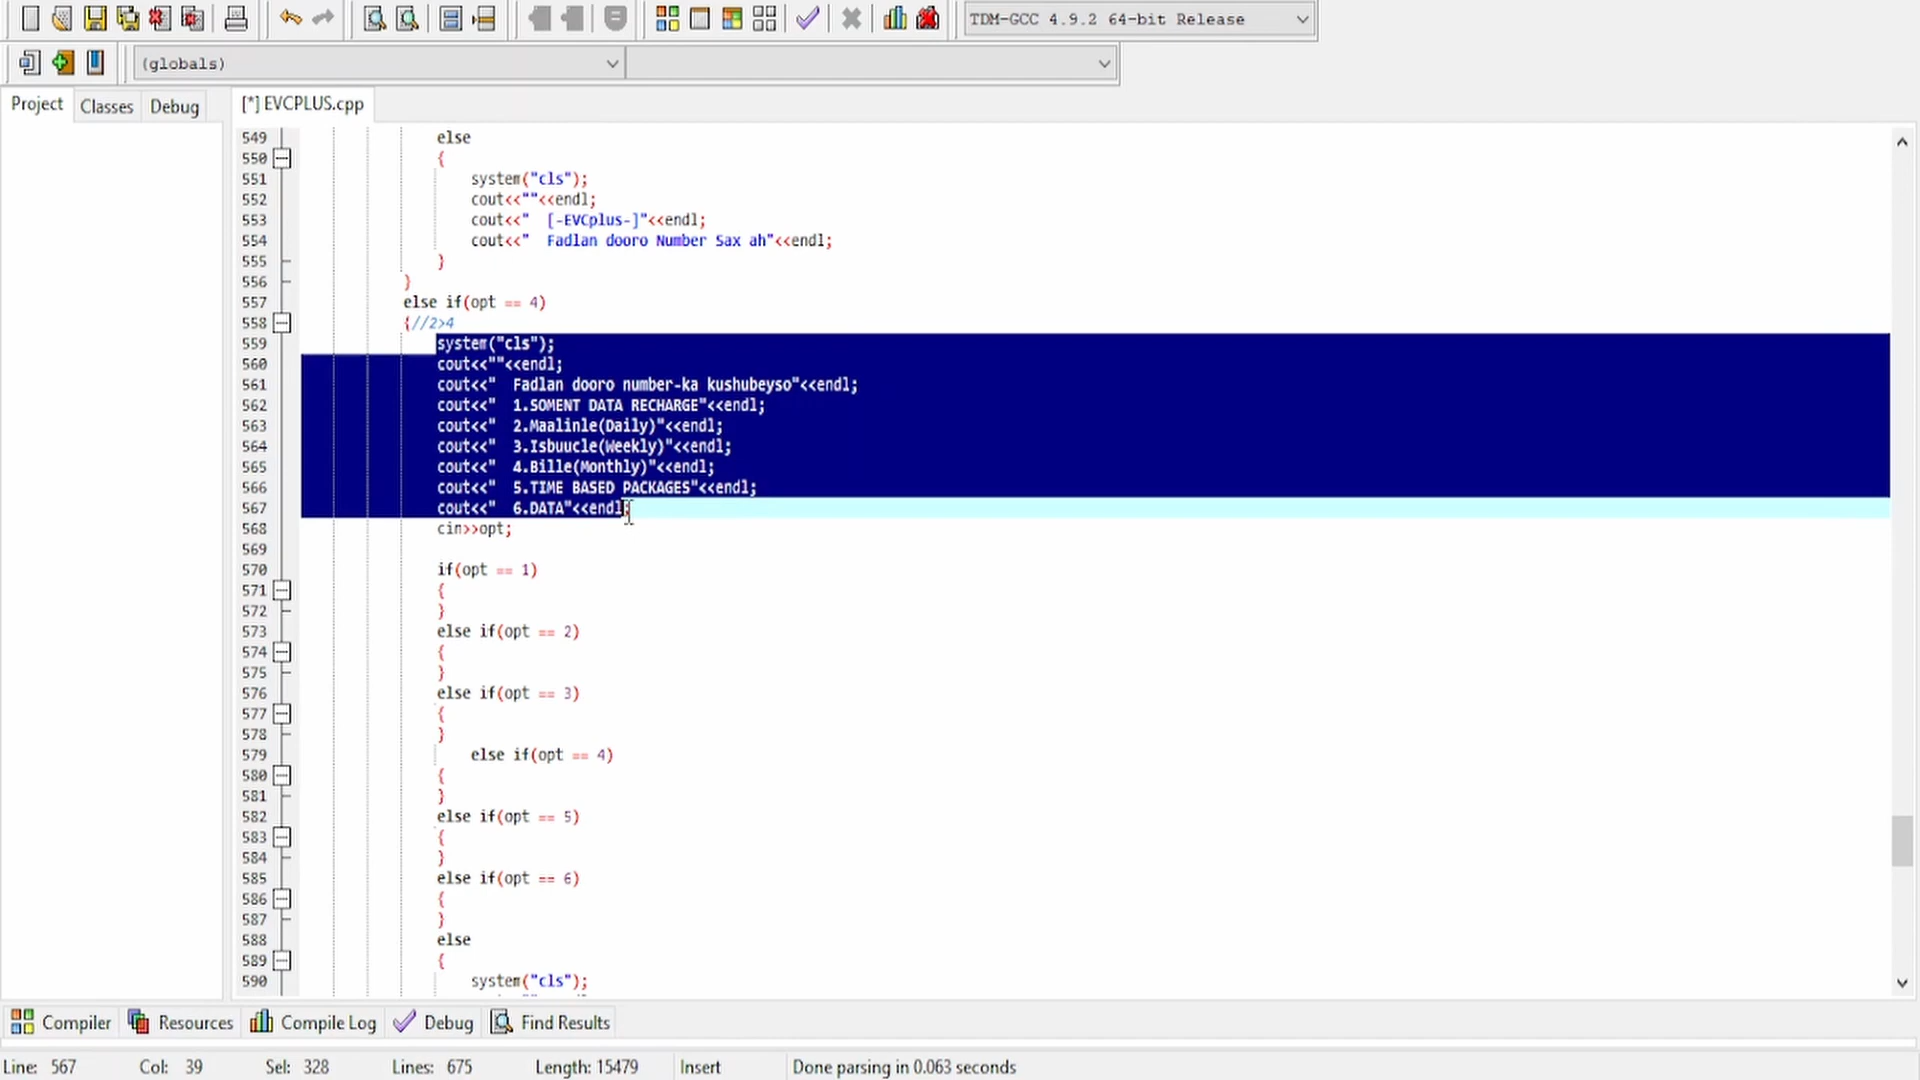 TDM-GCC 4.9.2 64-bit Release
(globals)
Project Classes Debug [*] EVCPLUS.cpp
549 else
550 {
551 system("cls");
552 cout<<""<<endl;
553 cout<<"  [-EVCplus-]"<<endl;
554 cout<<"  Fadlan dooro Number Sax ah"<<endl;
555 }
556 }
557 else if(opt == 4)
558 {//2>4
559 system("cls");
560 cout<<""<<endl;
561 cout<<"  Fadlan dooro number-ka kushubeyso"<<endl;
562 cout<<"  1.SOMENT DATA RECHARGE"<<endl;
563 cout<<"  2.Maalinle(Daily)"<<endl;
564 cout<<"  3.Isbuucle(Weekly)"<<endl;
565 cout<<"  4.Bille(Monthly)"<<endl;
566 cout<<"  5.TIME BASED PACKAGES"<<endl;
567 cout<<"  6.DATA"<<endl;
568 cin>>opt;
569
570 if(opt == 1)
571 {
572 }
573 else if(opt == 2)
574 {
575 }
576 else if(opt == 3)
577 {
578 }
579 else if(opt == 4)
580 {
581 }
582 else if(opt == 5)
583 {
584 }
585 else if(opt == 6)
586 {
587 }
588 else
589 {
590 system("cls");
Compiler Resources Compile Log Debug Find Results
Line: 567 Col: 39 Sel: 328 Lines: 675 Length: 15479 Insert Done parsing in 0.063 seconds